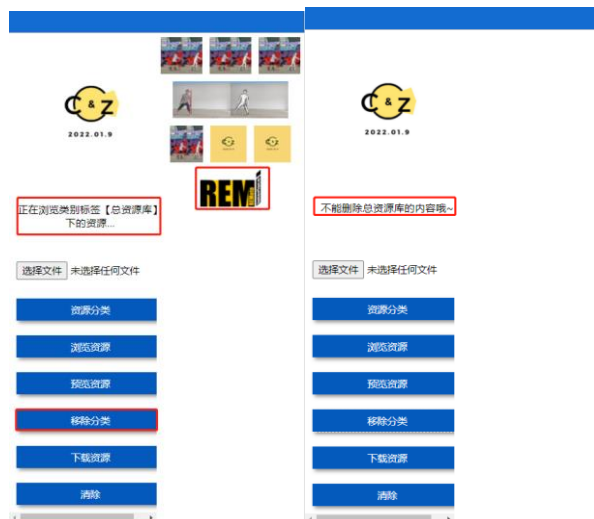 C & Z
2022.01.9
REM
正在浏览类别标签【总资源库】
下的资源...
选择文件 未选择任何文件
资源分类
浏览资源
预览资源
移除分类
下载资源
清除
C & Z
2022.01.9
不能删除总资源库的内容哦~
选择文件 未选择任何文件
资源分类
浏览资源
预览资源
移除分类
下载资源
清除